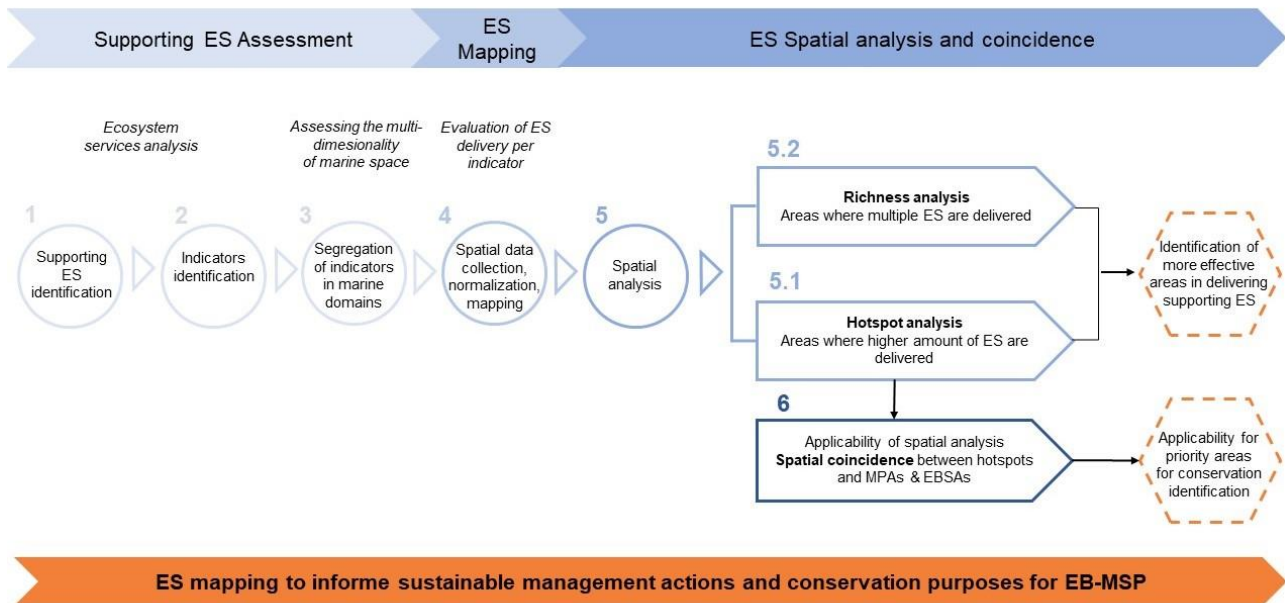 Supporting ES Assessment
ES
Mapping
ES Spatial analysis and coincidence
Ecosystem
services analysis
Assessing the multi-
dimesionality
of marine space
Evaluation of ES
delivery per
indicator
1
Supporting
ES
identification
2
Indicators
identification
3
Segregation
of indicators
in marine
domains
4
Spatial data
collection,
normalization,
mapping
5
Spatial
analysis
5.2
Richness analysis
Areas where multiple ES are
delivered
5.1
Hotspot analysis
Areas where higher amount of ES are
delivered
Identification of
more effective
areas in delivering
supporting ES
6
Applicability of spatial analysis
Spatial coincidence between hotspots
and MPAs & EBSAs
Applicability for
priority areas
for conservation
identification
ES mapping to informe sustainable management actions and conservation purposes for EB-MSP